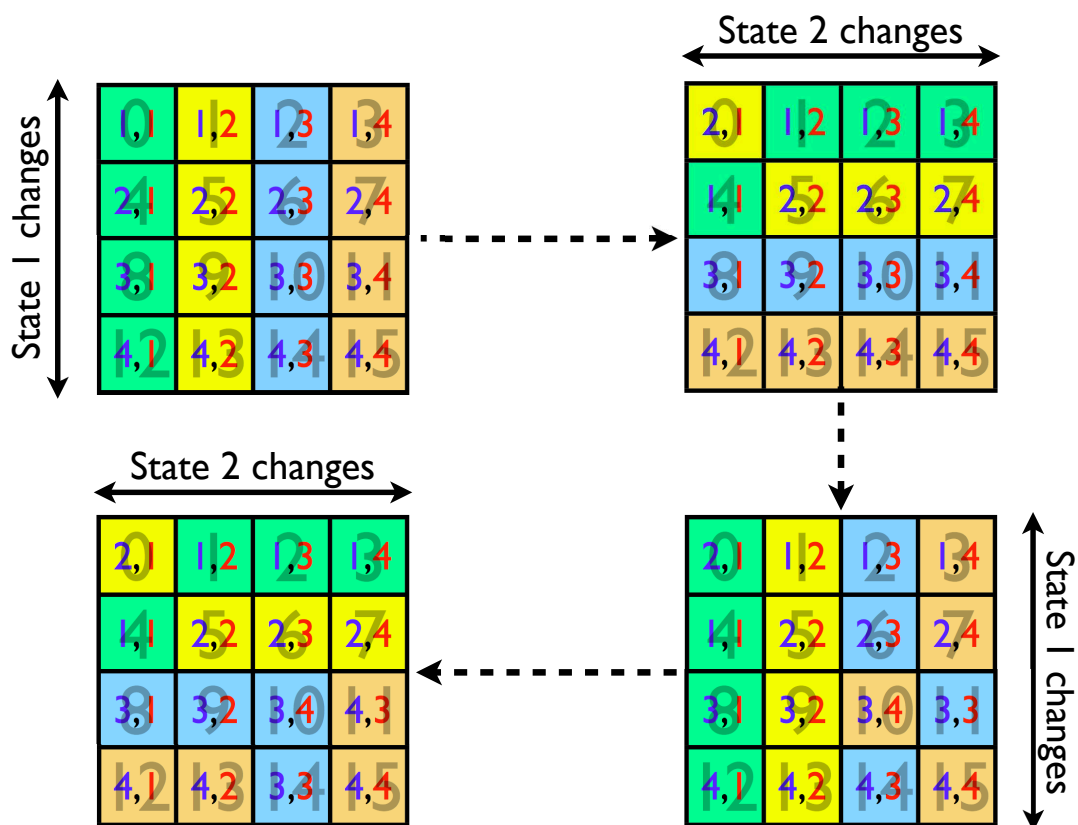 State 2 changes
State 1 changes
0 1,1 1 1,2 2 1,3 3 1,4
4 2,1 5 2,2 6 2,3 7 2,4
8 3,1 9 3,2 10 3,3 11 3,4
12 4,1 13 4,2 14 4,3 15 4,4
0 2,1 1 1,2 2 1,3 3 1,4
4 1,1 5 2,2 6 2,3 7 2,4
8 3,1 9 3,2 10 3,3 11 3,4
12 4,1 13 4,2 14 4,3 15 4,4
State 2 changes
0 2,1 1 1,2 2 1,3 3 1,4
4 1,1 5 2,2 6 2,3 7 2,4
8 3,1 9 3,2 10 3,4 11 4,3
12 4,1 13 4,2 14 3,3 15 4,4
0 2,1 1 1,2 2 1,3 3 1,4
4 1,1 5 2,2 6 2,3 7 2,4
8 3,1 9 3,2 10 3,4 11 3,3
12 4,1 13 4,2 14 4,3 15 4,4
State 1 changes